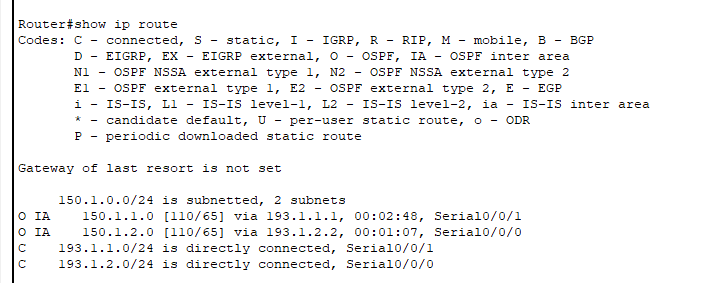 Router#show ip route
Codes: C - connected, S - static, I - IGRP, R - RIP, M - mobile, B - BGP
       D - EIGRP, EX - EIGRP external, O - OSPF, IA - OSPF inter area
       N1 - OSPF NSSA external type 1, N2 - OSPF NSSA external type 2
       E1 - OSPF external type 1, E2 - OSPF external type 2, E - EGP
       i - IS-IS, L1 - IS-IS level-1, L2 - IS-IS level-2, ia - IS-IS inter area
       * - candidate default, U - per-user static route, o - ODR
       P - periodic downloaded static route
Gateway of last resort is not set
     150.1.0.0/24 is subnetted, 2 subnets
O IA    150.1.1.0 [110/65] via 193.1.1.1, 00:02:48, Serial0/0/1
O IA    150.1.2.0 [110/65] via 193.1.2.2, 00:01:07, Serial0/0/0
C    193.1.1.0/24 is directly connected, Serial0/0/1
C    193.1.2.0/24 is directly connected, Serial0/0/0